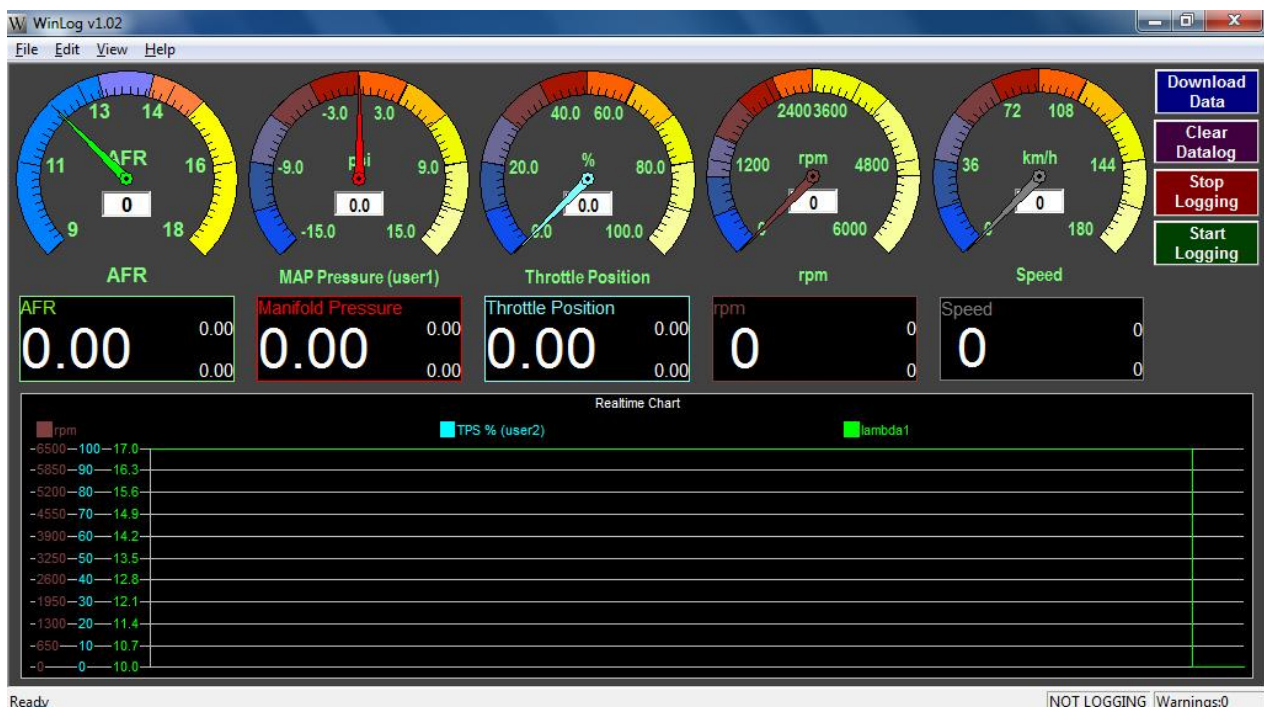 WinLog v1.02
File Edit View Help
13 14
11 AFR 16
0
9 18
AFR
-3.0 3.0
-9.0 psi 9.0
0.0
-15.0 15.0
MAP Pressure (user1)
40.0 60.0
20.0 % 80.0
0.0
0.0 100.0
Throttle Position
2400 3600
1200 rpm 4800
0
0 6000
rpm
72 108
36 km/h 144
0
0 180
Speed
Download
Data
Clear
Datalog
Stop
Logging
Start
Logging
AFR
0.00 0.00
0.00
Manifold Pressure
0.00 0.00
0.00
Throttle Position
0.00 0.00
0.00
rpm
0 0
0
Speed
0 0
0
Realtime Chart
rpm TPS % (user2) lambda1
-6500-100-17.0
-5850-90-16.3
-5200-80-15.6
-4550-70-14.9
-3900-60-14.2
-3250-50-13.5
-2600-40-12.8
-1950-30-12.1
-1300-20-11.4
-650-10-10.7
-0-0-10.0
Ready NOT LOGGING Warnings:0